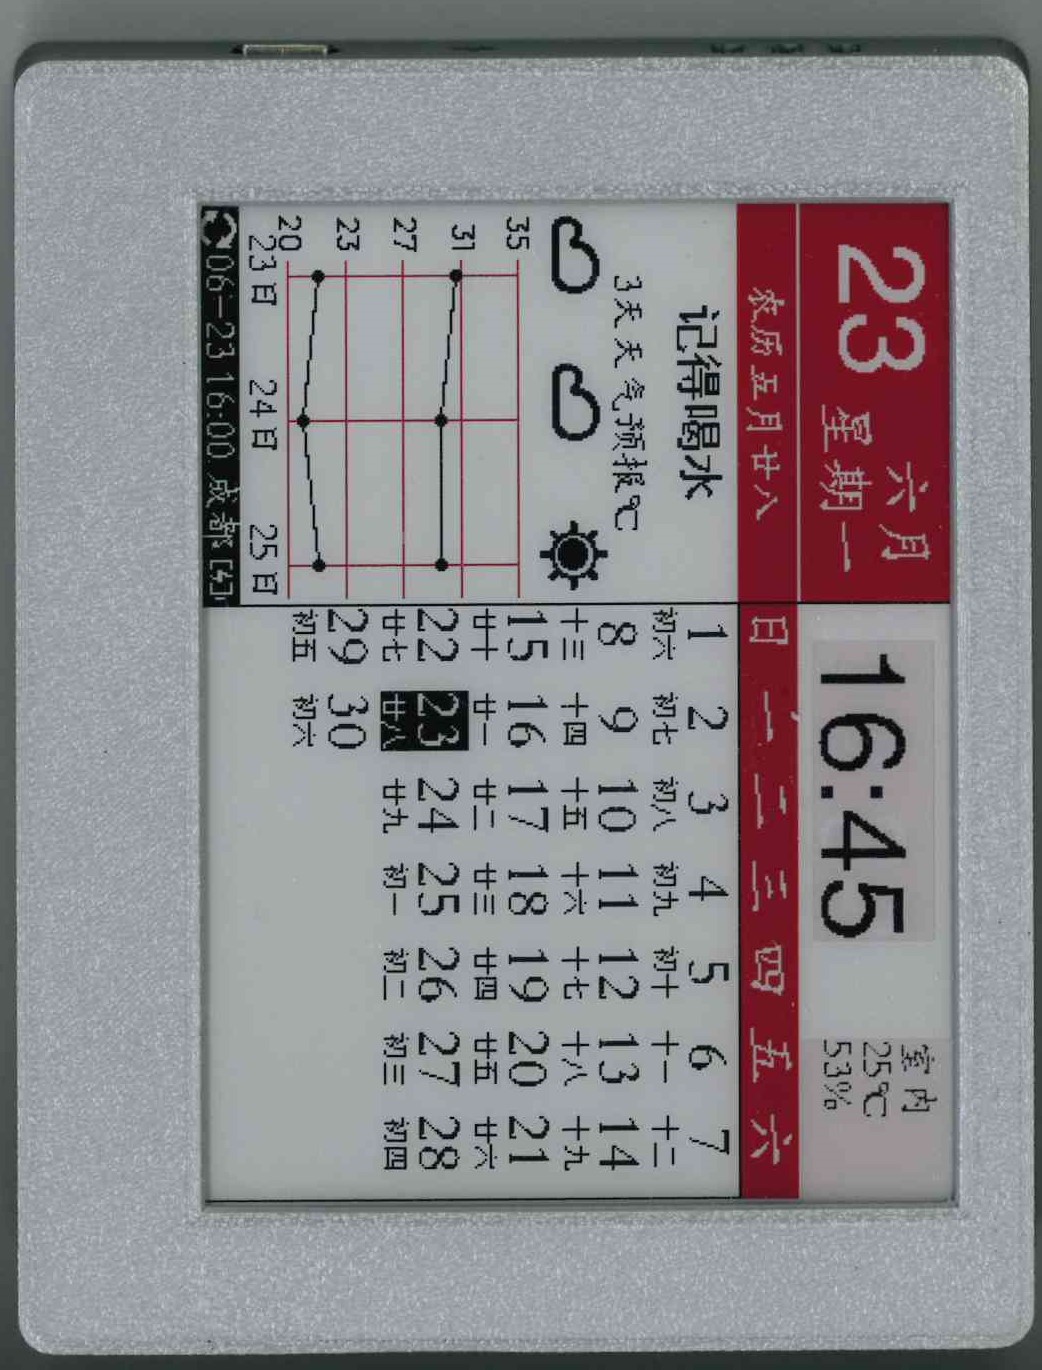 23
六月
星期一
农历五月廿八
记得喝水
3天天气预报℃
35
31
27
23
20
23日 24日 25日
06-23 16:00 成都
16:45
室内
25℃
53%
日 一 二 三 四 五 六
1 2 3 4 5 6 7
初六 初七 初八 初九 初十 十一 十二
8 9 10 11 12 13 14
十三 十四 十五 十六 十七 十八 十九
15 16 17 18 19 20 21
廿十 廿一 廿二 廿三 廿四 廿五 廿六
22 23 24 25 26 27 28
廿七 廿八 廿九 初一 初二 初三 初四
29 30
初五 初六